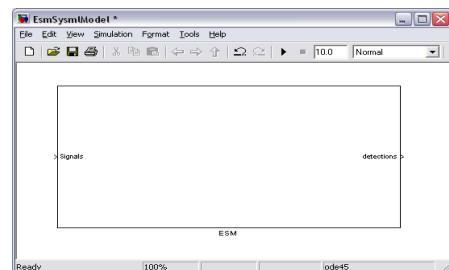 EsmSysmlModel *
File Edit View Simulation Format Tools Help
10.0 Normal
Signals
detections
ESM
Ready 100% ode45